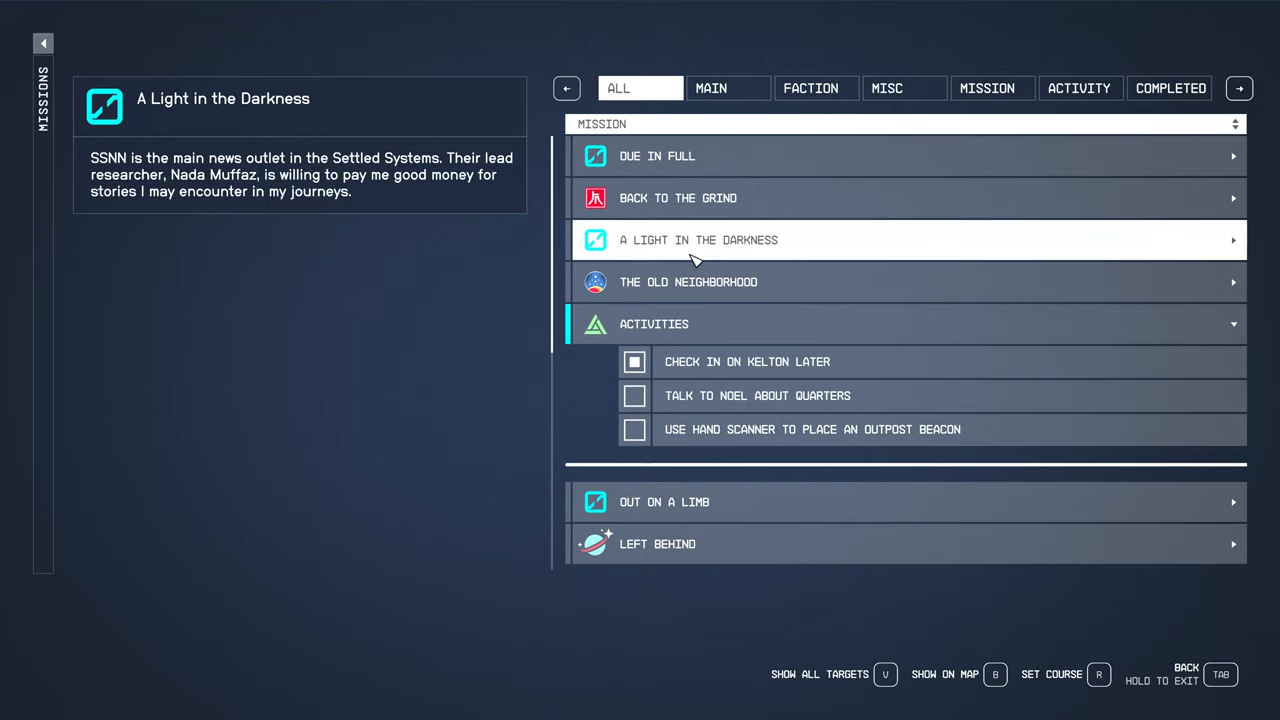 MISSIONS
A Light in the Darkness
SSNN is the main news outlet in the Settled Systems. Their lead
researcher, Nada Muffaz, is willing to pay me good money for
stories I may encounter in my journeys.
ALL MAIN FACTION MISC MISSION ACTIVITY COMPLETED
MISSION
DUE IN FULL
BACK TO THE GRIND
A LIGHT IN THE DARKNESS
THE OLD NEIGHBORHOOD
ACTIVITIES
CHECK IN ON KELTON LATER
TALK TO NOEL ABOUT QUARTERS
USE HAND SCANNER TO PLACE AN OUTPOST BEACON
OUT ON A LIMB
LEFT BEHIND
SHOW ALL TARGETS V SHOW ON MAP B SET COURSE R BACK
HOLD TO EXIT TAB